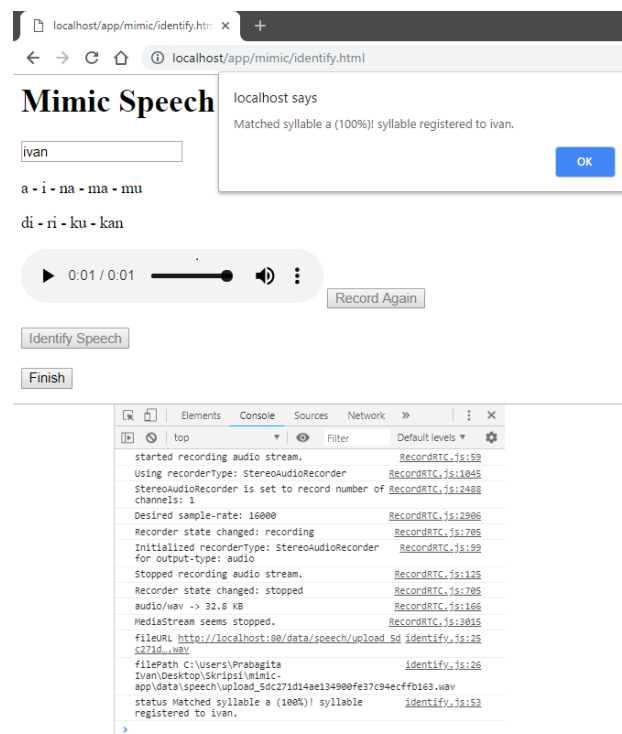 localhost/app/mimic/identify.htm
localhost/app/mimic/identify.html
Mimic Speech
localhost says
Matched syllable a (100%)! syllable registered to ivan.
OK
ivan
a - i - na - ma - mu
di - ri - ku - kan
0:01 / 0:01
Record Again
Identify Speech
Finish
Elements Console Sources Network »
top Filter Default levels ▼
started recording audio stream. RecordRTC.js:59
Using recorderType: StereoAudioRecorder RecordRTC.js:1045
StereoAudioRecorder is set to record number of RecordRTC.js:2488
channels: 1
Desired sample-rate: 16000 RecordRTC.js:2906
Recorder state changed: recording RecordRTC.js:705
Initialized recorderType: StereoAudioRecorder RecordRTC.js:99
for output-type: audio
Stopped recording audio stream. RecordRTC.js:125
Recorder state changed: stopped RecordRTC.js:705
audio/wav -> 32.8 KB RecordRTC.js:166
MediaStream seems stopped. RecordRTC.js:3015
fileURL http://localhost:80/data/speech/upload_5d identify.js:25
c271d….wav
filePath C:\Users\Prabagita identify.js:26
Ivan\Desktop\Skripsi\mimic-
app\data\speech\upload_5dc271d14ae134900fe37c94ecffb163.wav
status Matched syllable a (100%)! syllable identify.js:53
registered to ivan.